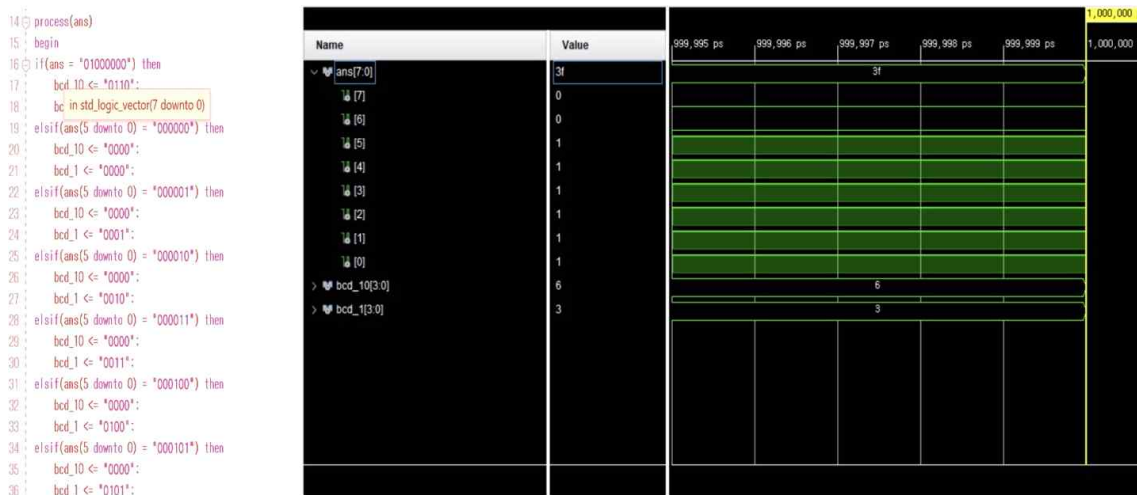 14 process(ans)
15 begin
16 if(ans = "01000000") then
17 bcd_10 <= "0110";
18 bc in std_logic_vector(7 downto 0)
19 elsif(ans(5 downto 0) = "000000") then
20 bcd_10 <= "0000";
21 bcd_1 <= "0000";
22 elsif(ans(5 downto 0) = "000001") then
23 bcd_10 <= "0000";
24 bcd_1 <= "0001";
25 elsif(ans(5 downto 0) = "000010") then
26 bcd_10 <= "0000";
27 bcd_1 <= "0010";
28 elsif(ans(5 downto 0) = "000011") then
29 bcd_10 <= "0000";
30 bcd_1 <= "0011";
31 elsif(ans(5 downto 0) = "000100") then
32 bcd_10 <= "0000";
33 bcd_1 <= "0100";
34 elsif(ans(5 downto 0) = "000101") then
35 bcd_10 <= "0000";
36 bcd_1 <= "0101";
1,000,000
Name Value 999,995 ps 999,996 ps 999,997 ps 999,998 ps 999,999 ps 1,000,000
ans[7:0] 3f 3f
[7] 0
[6] 0
[5] 1
[4] 1
[3] 1
[2] 1
[1] 1
[0] 1
bcd_10[3:0] 6 6
bcd_1[3:0] 3 3